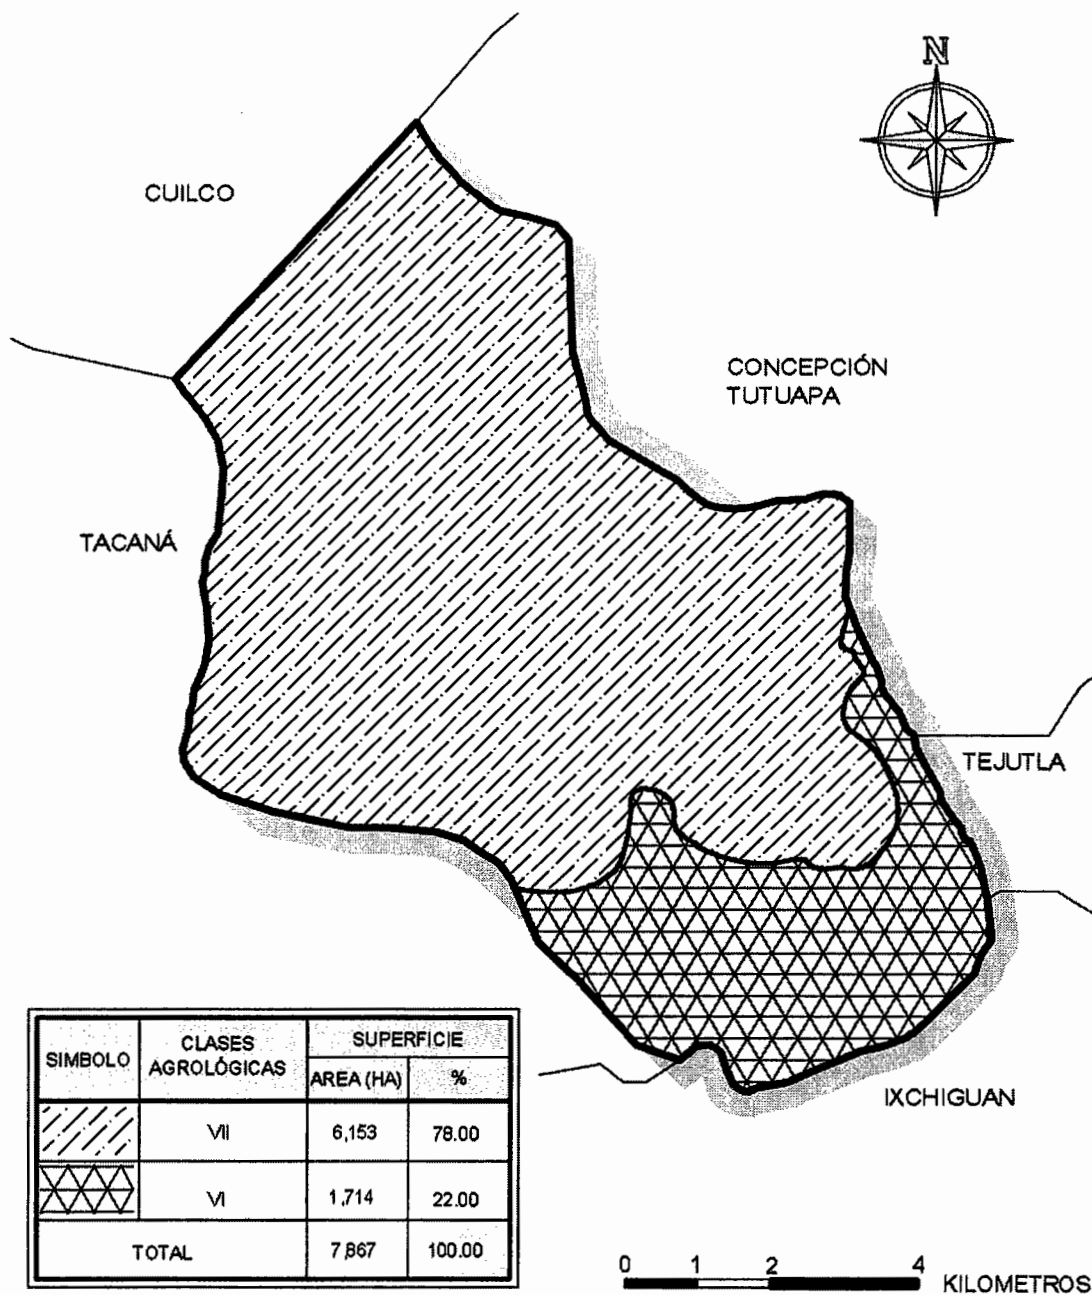 N
CUILCO
CONCEPCIÓN
TUTUAPA
TACANÁ
TEJUTLA
IXCHIGUAN
SIMBOLO
CLASES
AGROLÓGICAS
SUPERFICIE
AREA (HA)
%
VII
6,153
78.00
VI
1,714
22.00
TOTAL
7,867
100.00
0 1 2 4
KILOMETROS